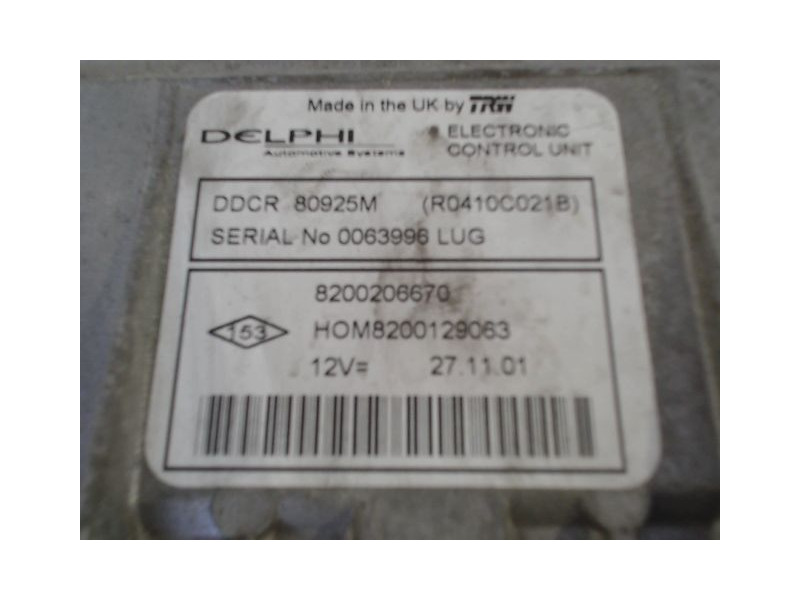 Made in the UK by TRW
DELPHI
Automotive Systems
ELECTRONIC
CONTROL UNIT
DDCR 80925M (R0410C021B)
SERIAL No 0063996 LUG
8200206670
153 HOM8200129063
12V= 27.11.01